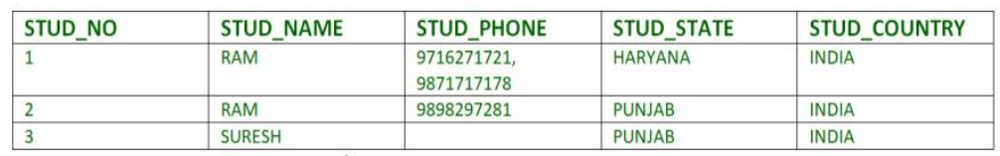 STUD_NO STUD_NAME STUD_PHONE STUD_STATE STUD_COUNTRY
1 RAM 9716271721, HARYANA INDIA
9871717178
2 RAM 9898297281 PUNJAB INDIA
3 SURESH PUNJAB INDIA